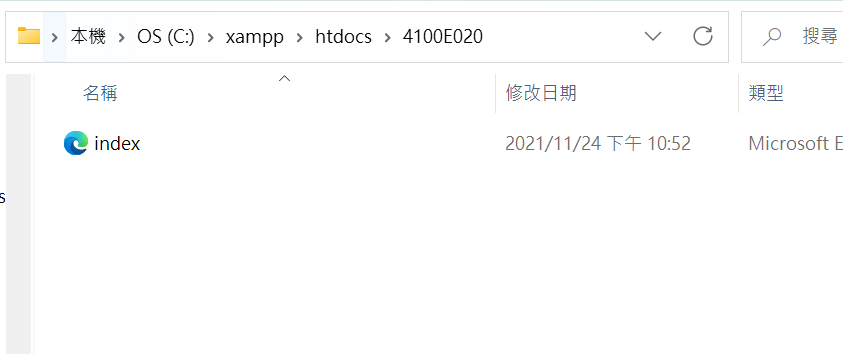 本機 > OS (C:) > xampp > htdocs > 4100E020 搜尋
名稱 修改日期 類型
index 2021/11/24 下午 10:52 Microsoft E
s